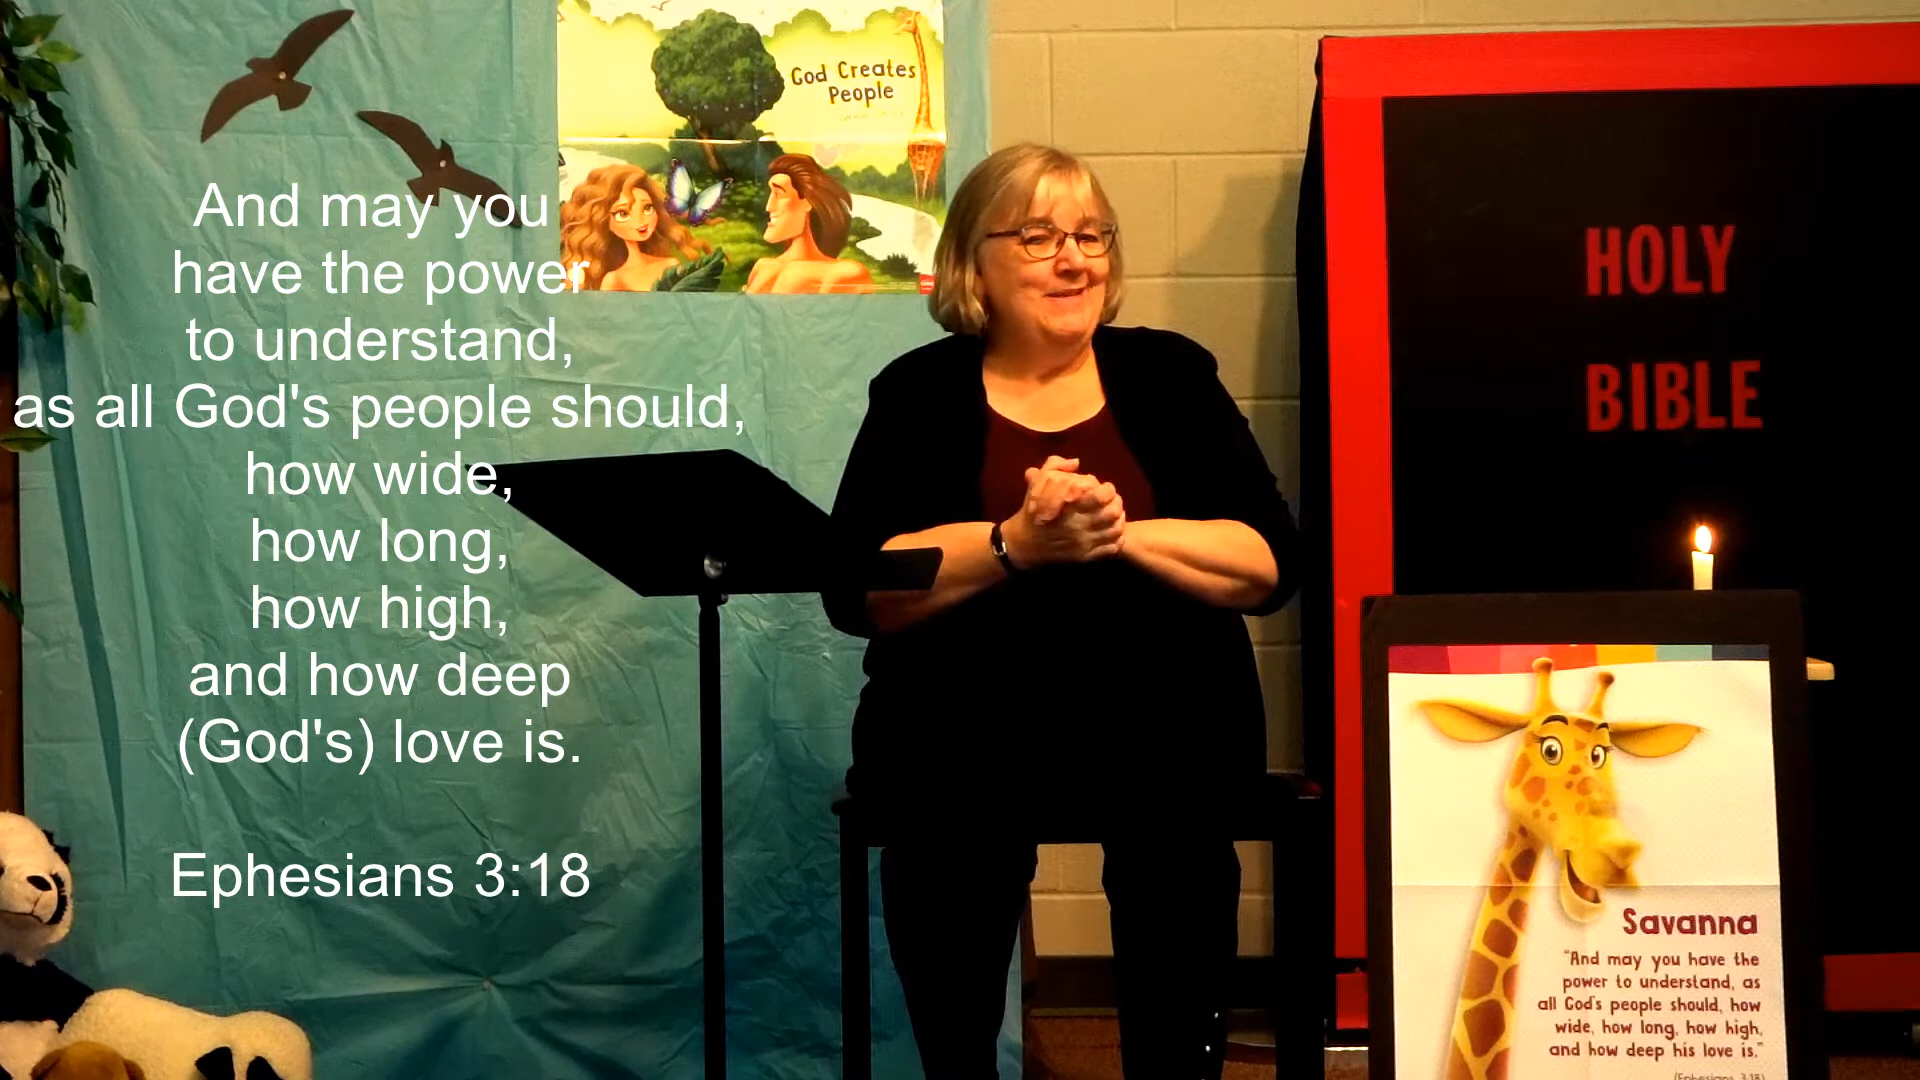 And may you
have the power
to understand,
as all God's people should,
how wide,
how long,
how high,
and how deep
(God's) love is.
Ephesians 3:18
God Creates
People
HOLY
BIBLE
Savanna
"And may you have the
power to understand, as
all God's people should, how
wide, how long, how high,
and how deep his love is."
(Ephesians 3:18)